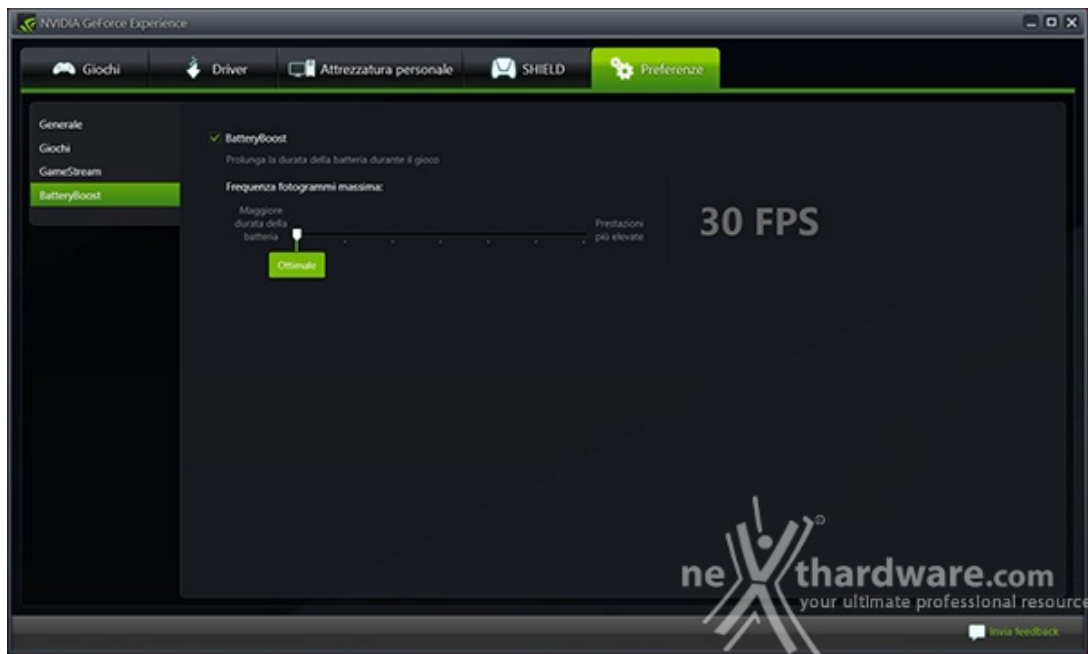 NVIDIA GeForce Experience
Giochi
Driver
Attrezzatura personale
SHIELD
Preferenze
Generale
Giochi
GameStream
BatteryBoost
BatteryBoost
Prolunga la durata della batteria durante il gioco
Frequenza fotogrammi massima:
Maggiore
durata della
batteria
Prestazioni
più elevate
Ottimale
30 FPS
nexthardware.com
your ultimate professional resource
Invia feedback